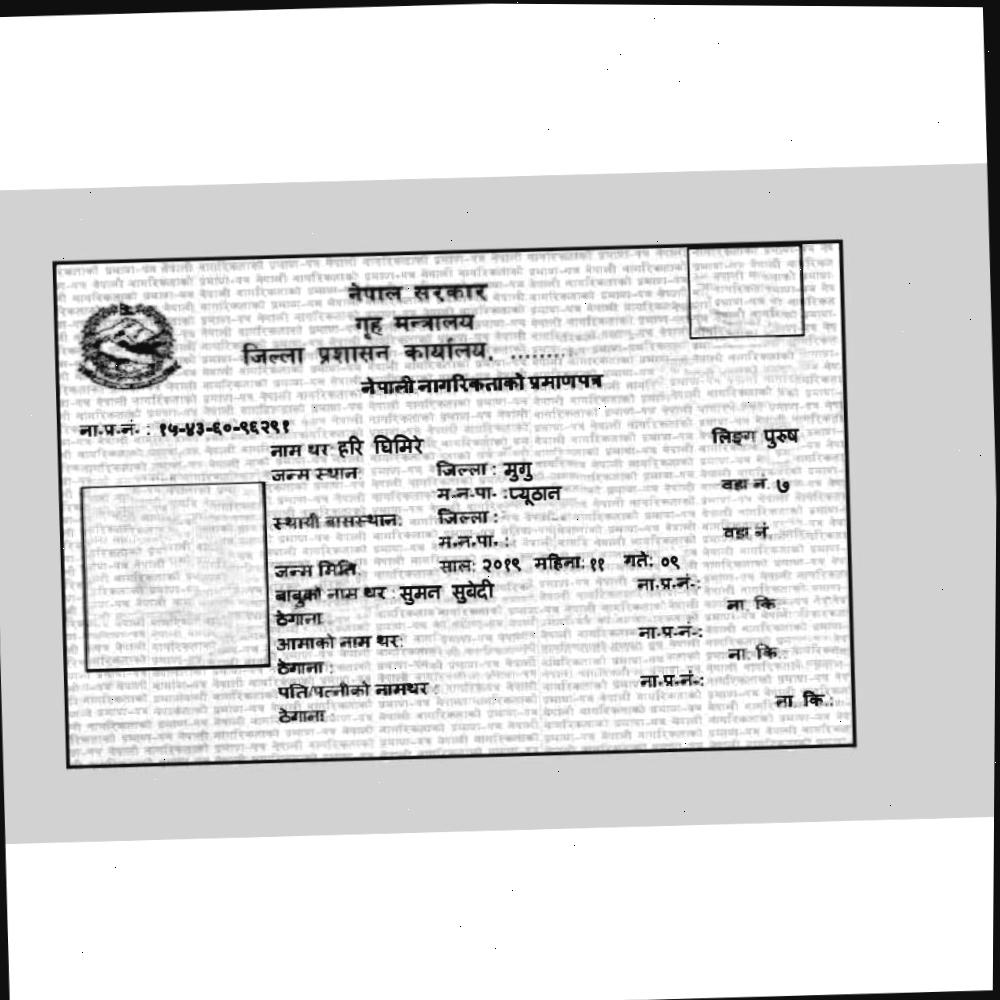 नेपाल सरकार
गृह मन्त्रालय
जिल्ला प्रशासन कार्यालय, ........
नेपाली नागरिकताको प्रमाणपत्र
ना.प्र.नं. : १५-४३-६०-९६२९१
नाम थर हरि घिमिरे लिङ्ग पुरुष
जन्म स्थान: जिल्ला : मुगु
म.न.पा. :प्यूठान वडा नं. ७
स्थायी बासस्थान: जिल्ला :
म.न.पा. : वडा नं.
जन्म मिति: साल: २०१९ महिना: ११ गते: ०९
बाबुको नाम थर : सुमन सुवेदी ना.प्र.नं.:
ठेगाना ना. कि
आमाको नाम थर: ना.प्र.नं.:
ठेगाना : ना. कि.:
पति/पत्नीको नामथर : ना.प्र.नं.:
ठेगाना : ना. कि.: